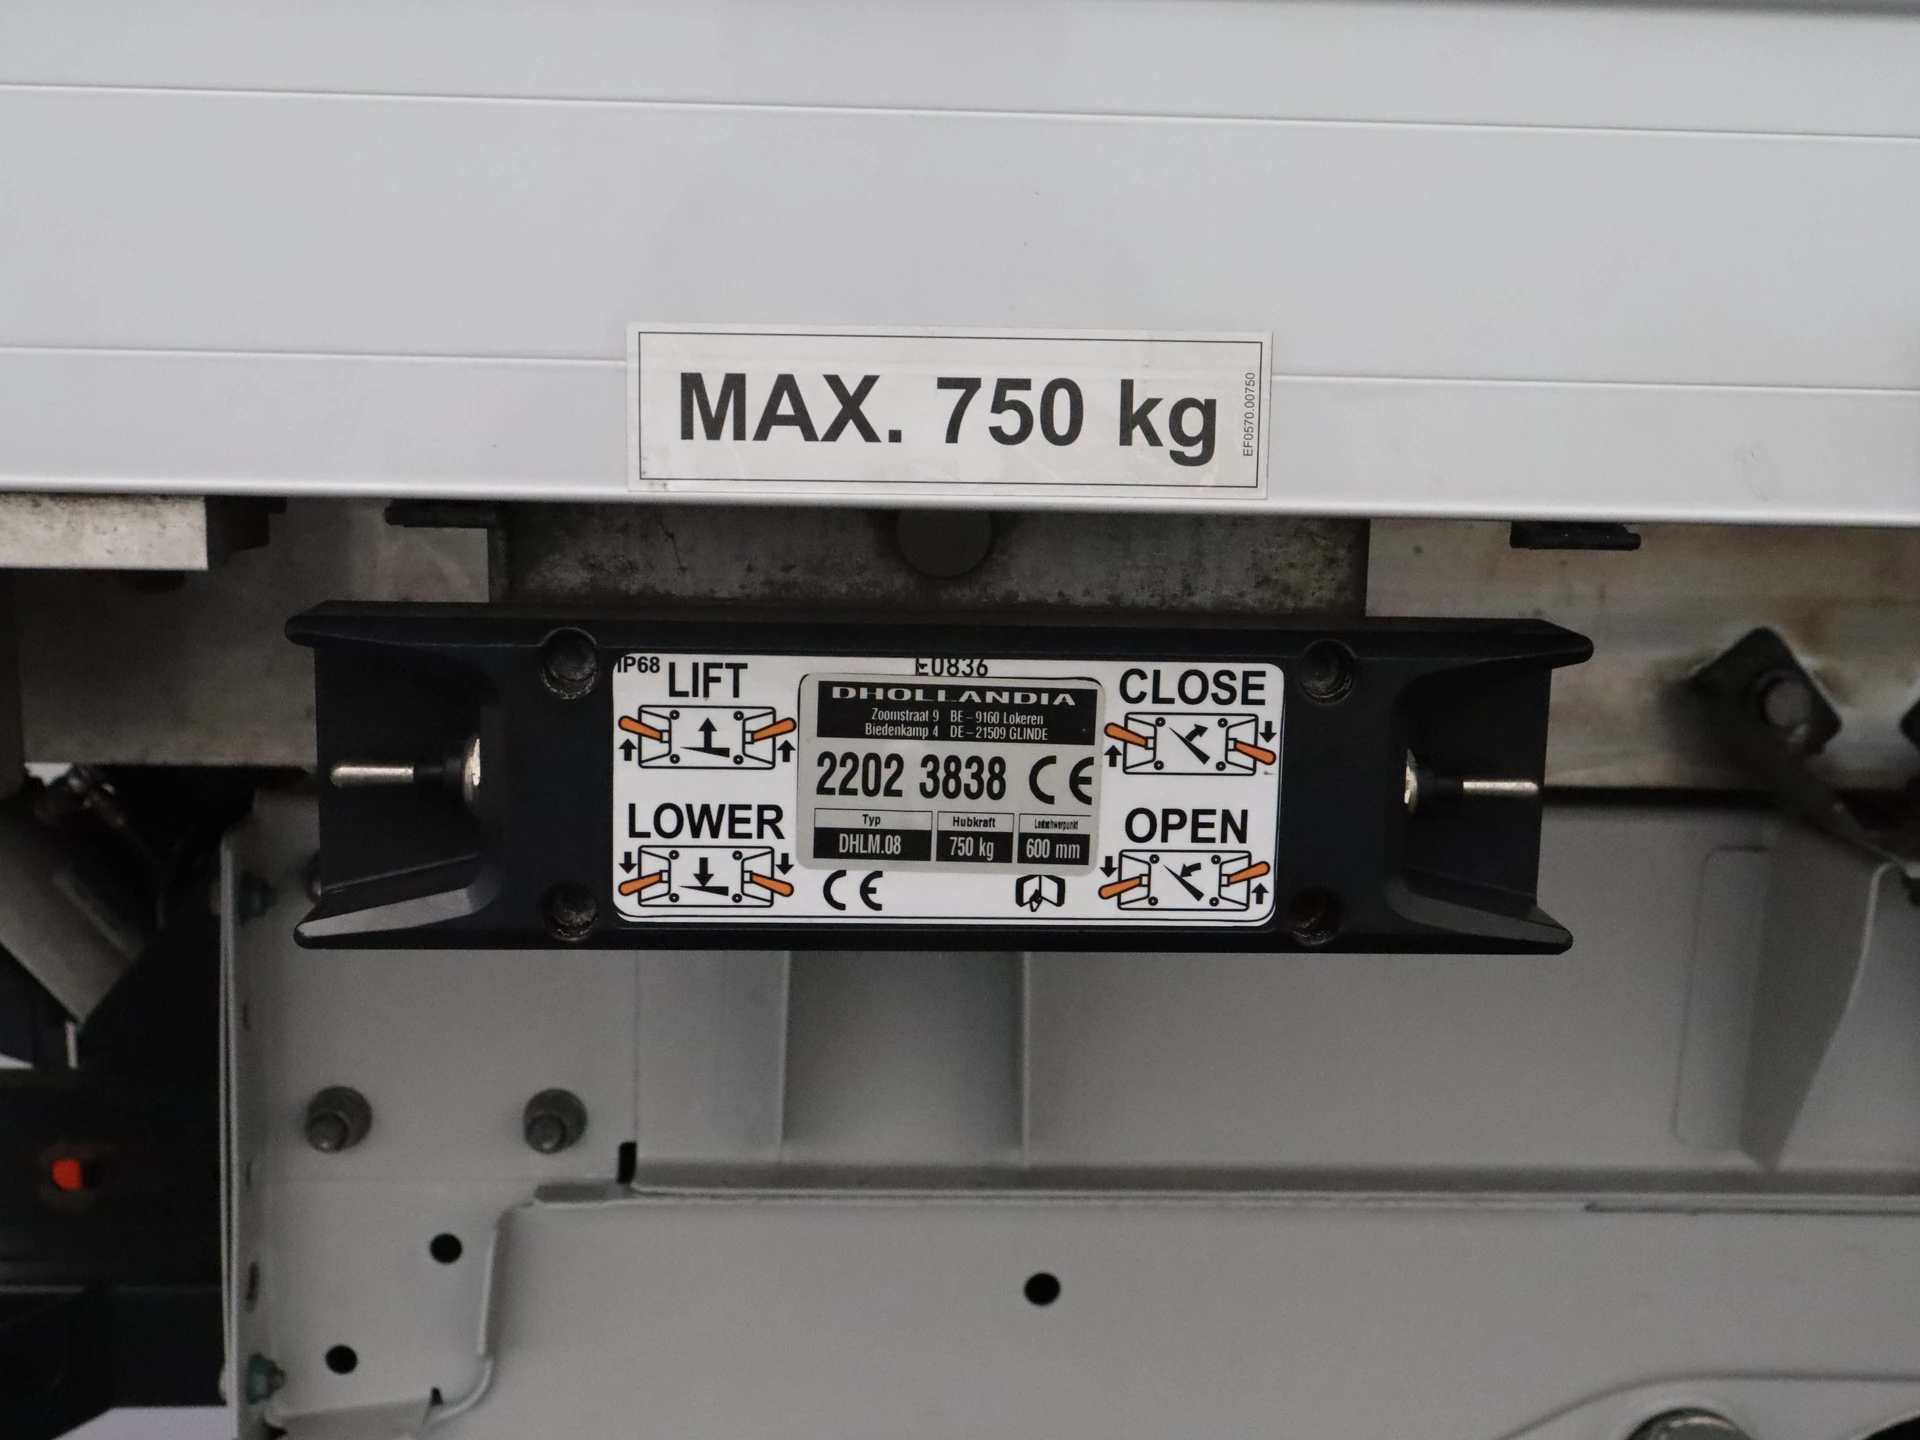 MAX. 750 kg
EF0570.00750
IP68
LIFT
E0836
CLOSE
DHOLLANDIA
Zoomstraat 9 BE - 9160 Lokeren
Biedenkamp 4 DE - 21509 GLINDE
2202 3838 CE
LOWER
OPEN
Typ Hubkraft Lastschwerpunkt
DHLM.08 750 kg 600 mm
CE